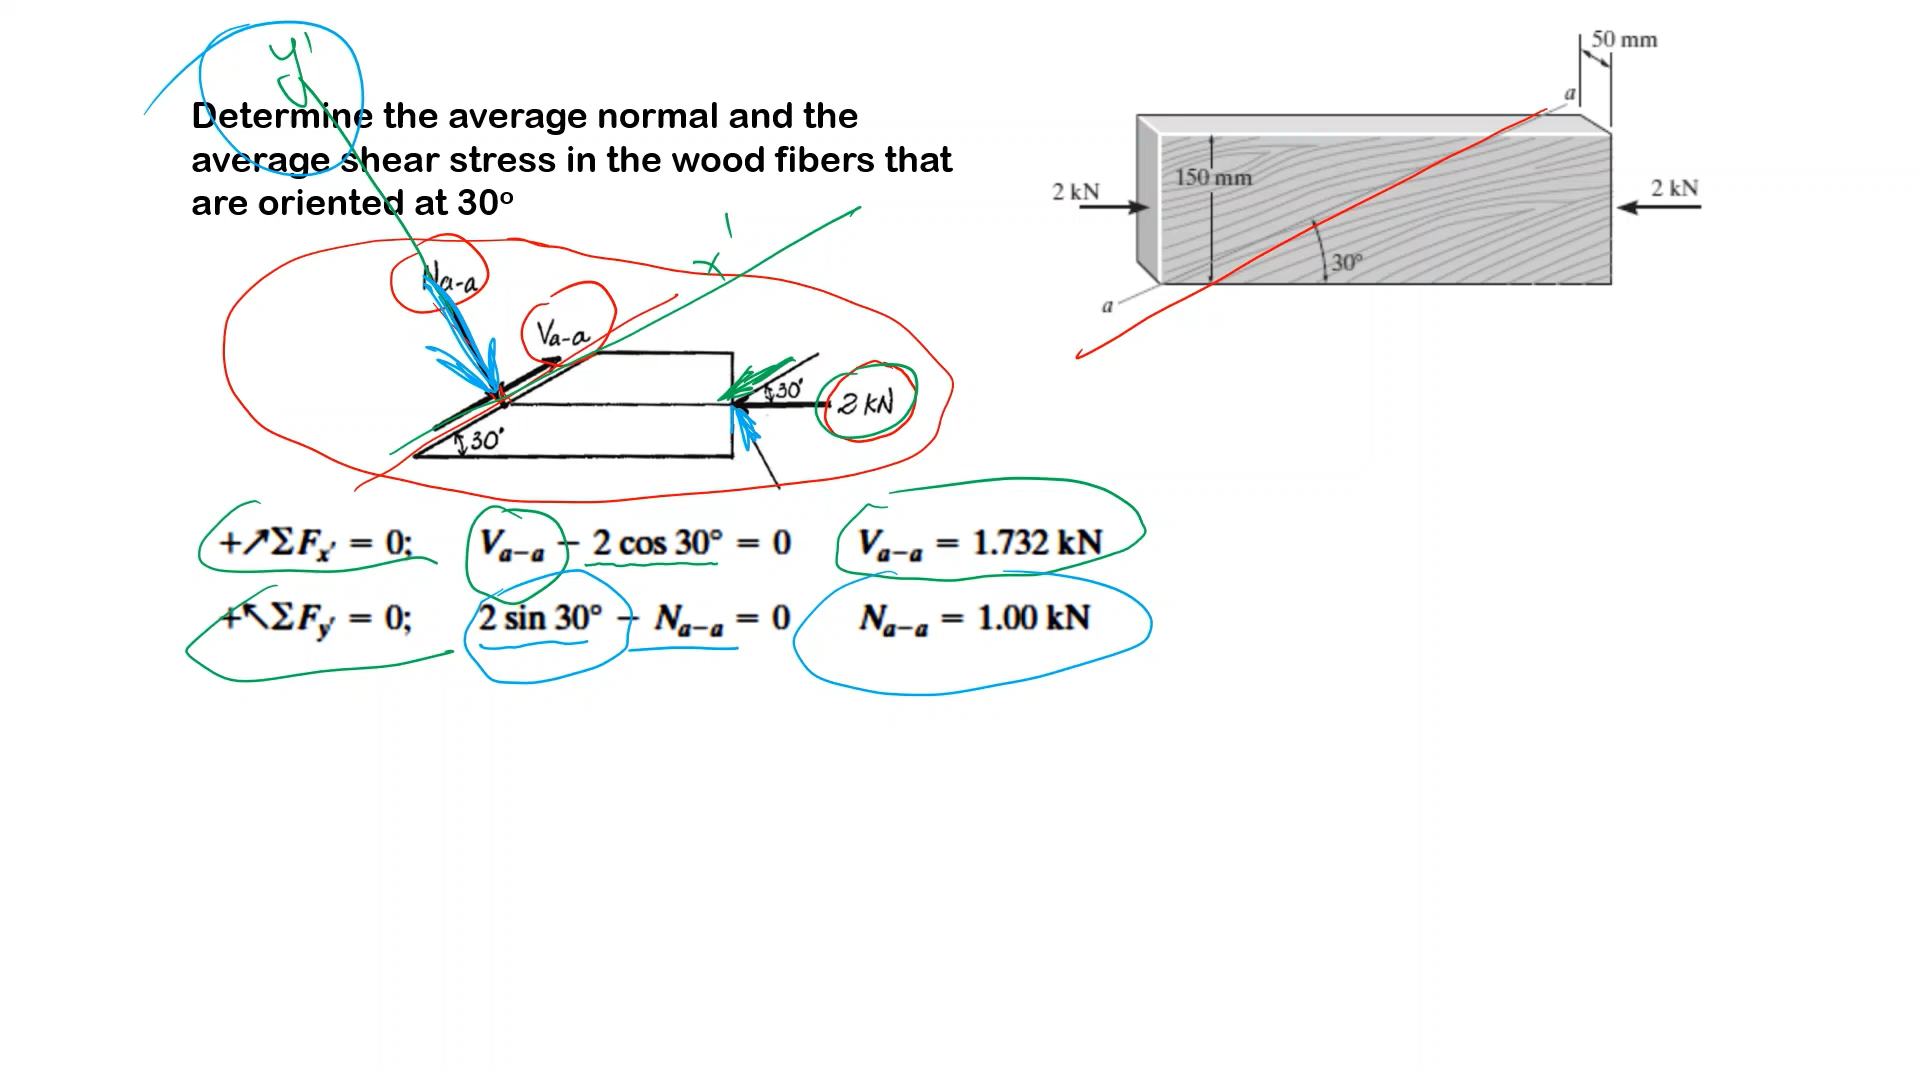 y'
Determine the average normal and the
average shear stress in the wood fibers that
are oriented at 30°
50 mm
a
150 mm
2 kN
2 kN
30°
a
x'
Na-a
Va-a
30°
2 kN
30°
+↗ΣFx′ = 0; Va–a − 2 cos 30° = 0 Va–a = 1.732 kN
+↖ΣFy′ = 0; 2 sin 30° − Na–a = 0 Na–a = 1.00 kN